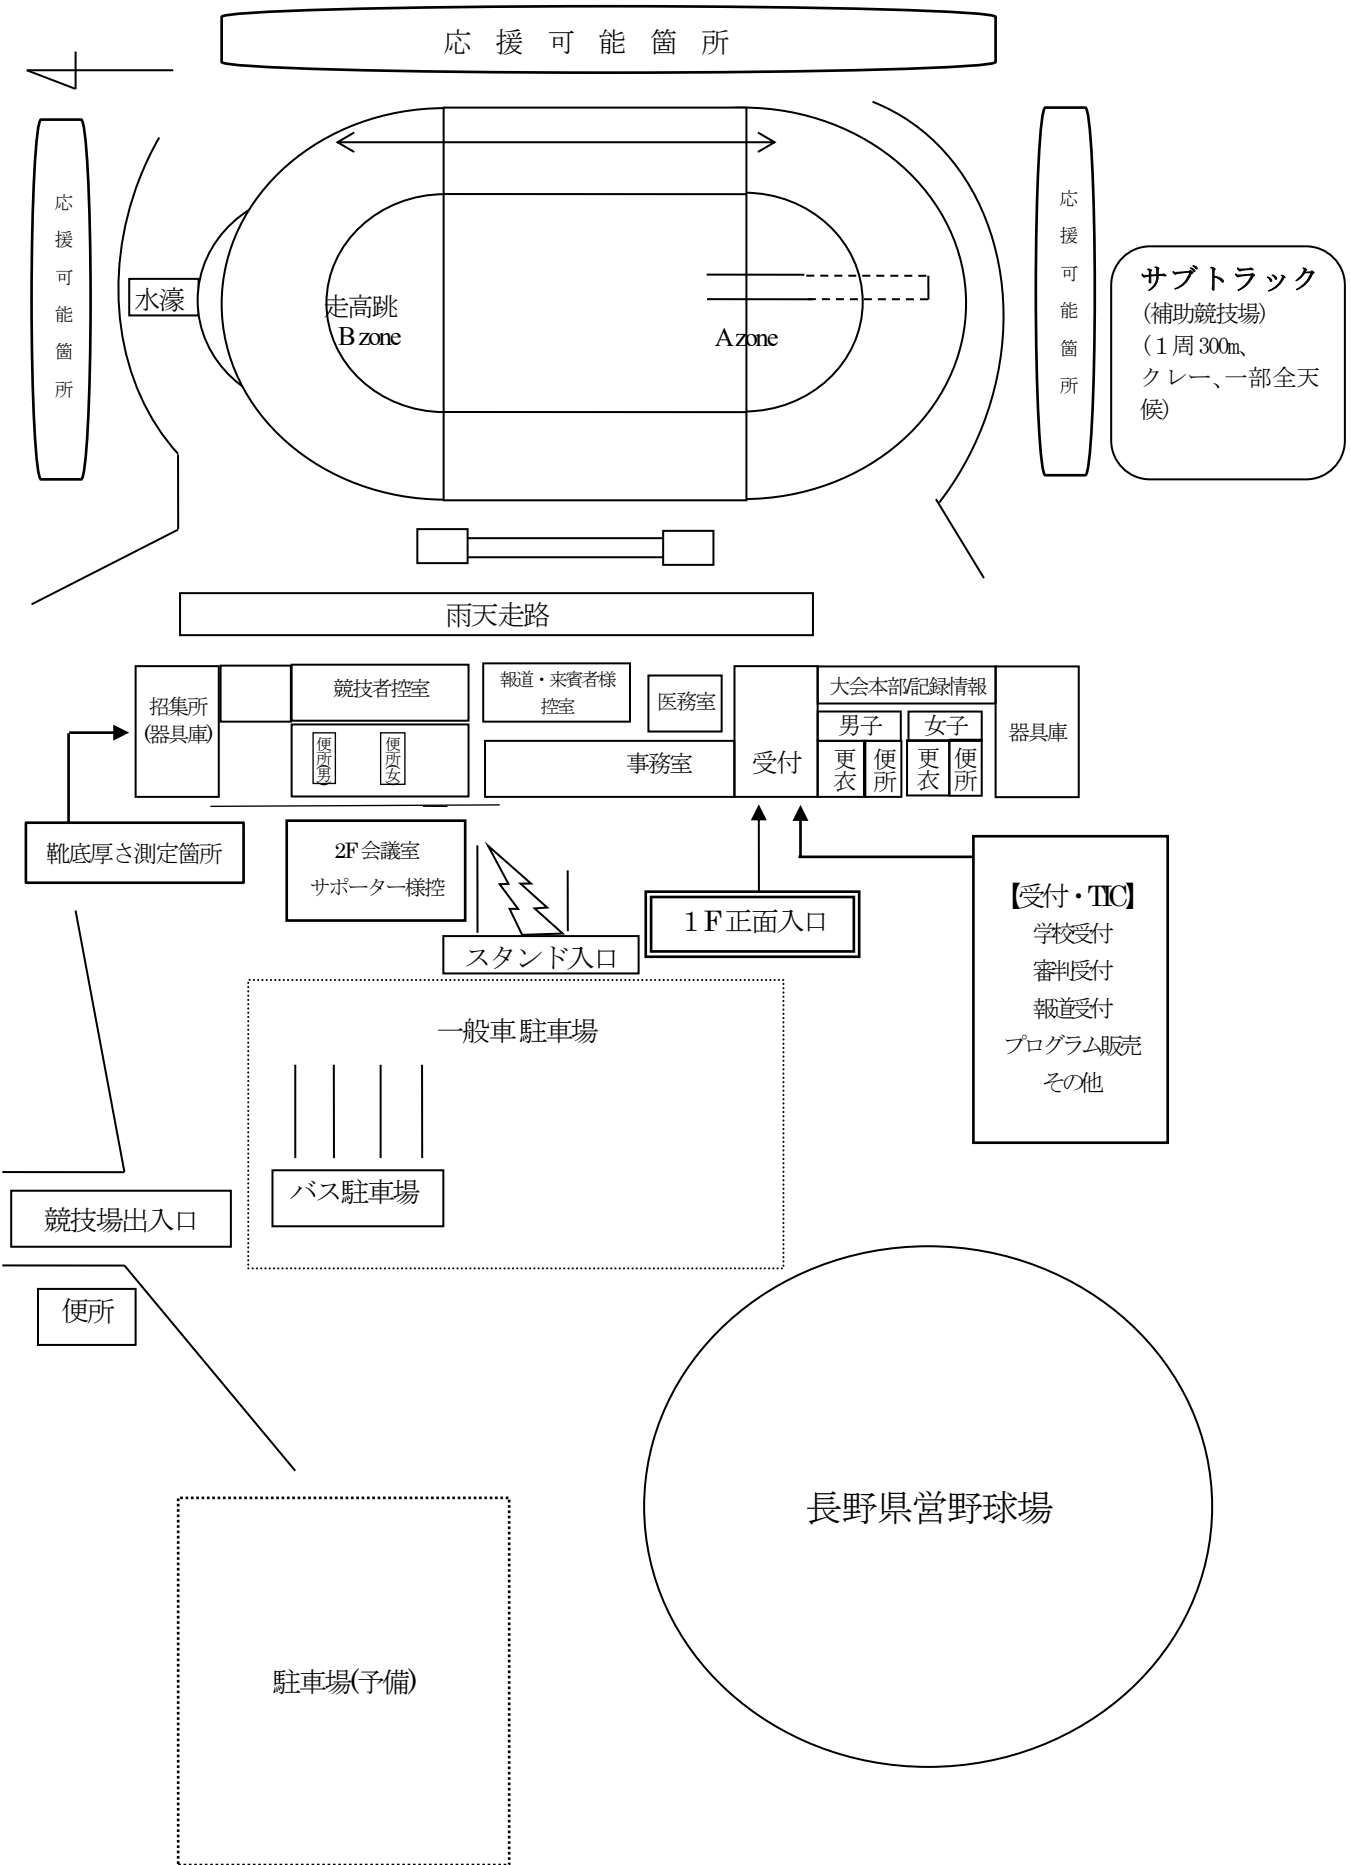 応援可能箇所
応援可能箇所
応援可能箇所
サブトラック
(補助競技場)
(１周300m、
クレー、一部全天
候)
水濠
走高跳
B zone
A zone
雨天走路
招集所
(器具庫)
競技者控室
便所(男)
便所(女)
報道・来賓者様
控室
医務室
事務室
受付
大会本部/記録情報
男子
女子
更衣
便所
更衣
便所
器具庫
靴底厚さ測定箇所
2F会議室
サポーター様控
スタンド入口
１F正面入口
【受付・TIC】
学校受付
審判受付
報道受付
プログラム販売
その他
一般車駐車場
バス駐車場
競技場出入口
便所
長野県営野球場
駐車場(予備)